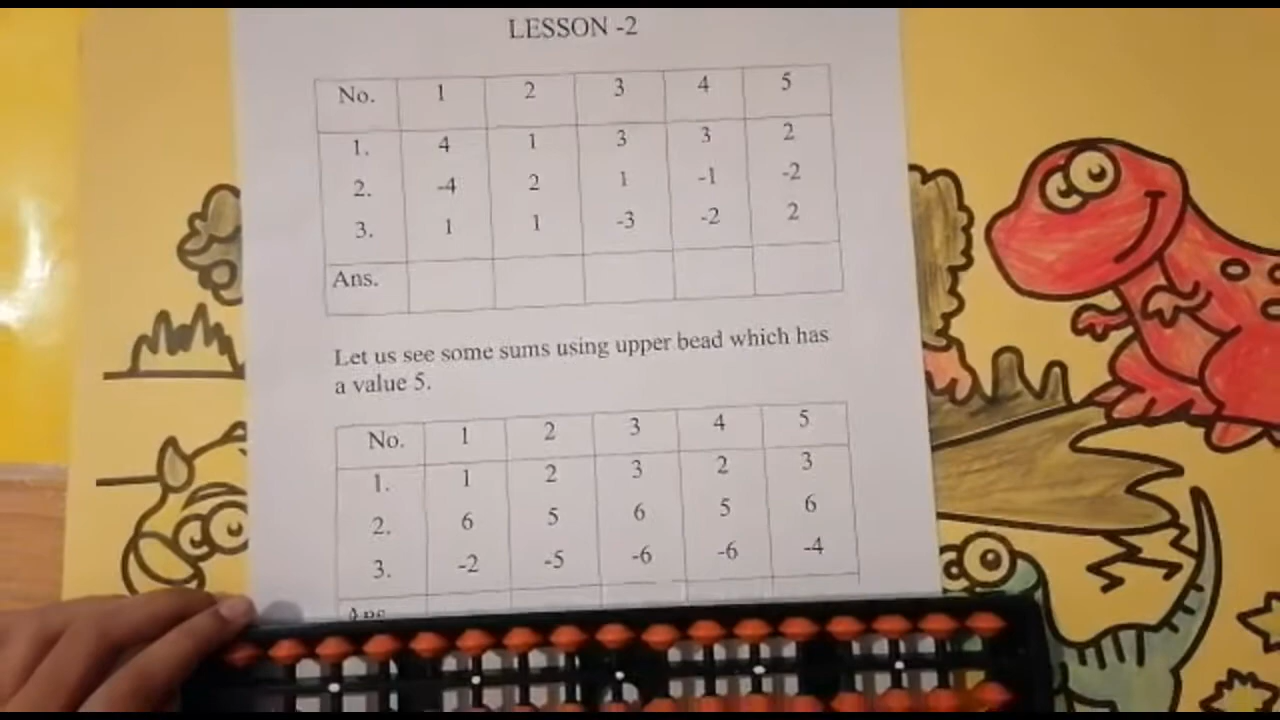 LESSON -2
No. 1 2 3 4 5
1. 4 1 3 3 2
2. -4 2 1 -1 -2
3. 1 1 -3 -2 2
Ans.
Let us see some sums using upper bead which has
a value 5.
No. 1 2 3 4 5
1. 1 2 3 2 3
2. 6 5 6 5 6
3. -2 -5 -6 -6 -4